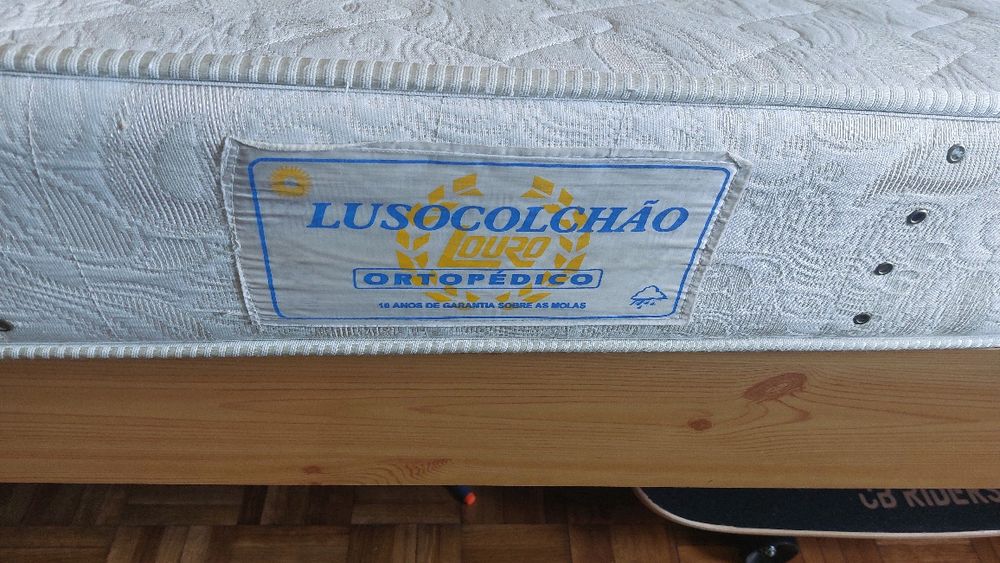 LUSOCOLCHÃO
LOURO
ORTOPÉDICO
10 ANOS DE GARANTIA SOBRE AS MOLAS
CB RIDERS